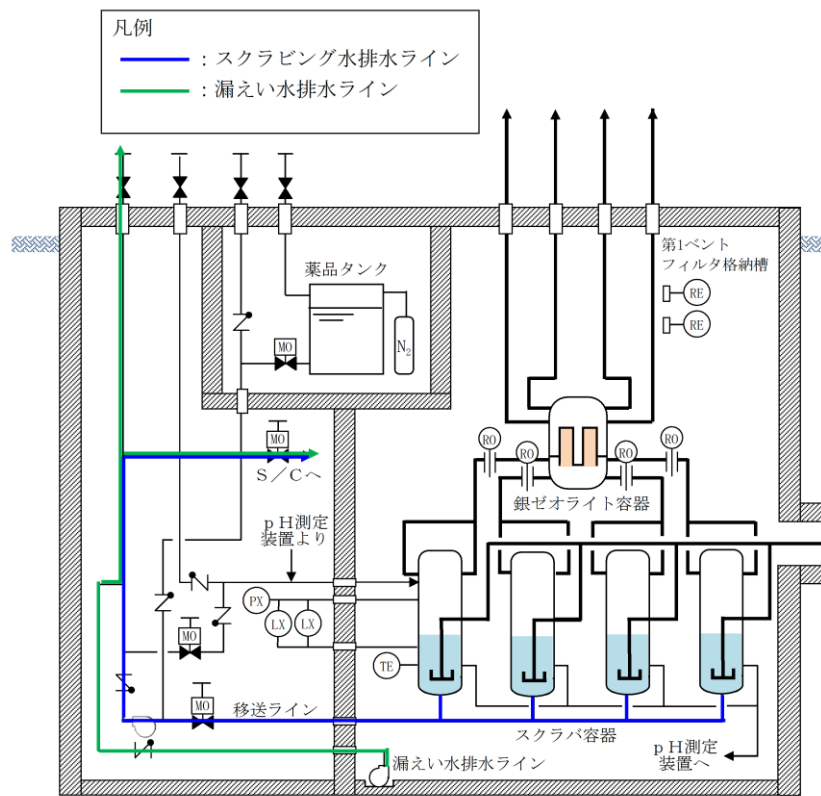 凡例
：スクラビング水排水ライン
：漏えい水排水ライン
第1ベント
フィルタ格納槽
RE
RE
薬品タンク
MO
N₂
MO
S／Cへ
RO
RO
RO
RO
銀ゼオライト容器
ｐH測定
装置より
PX
LX
LX
MO
TE
MO
移送ライン
スクラバ容器
ｐH測定
装置へ
漏えい水排水ライン